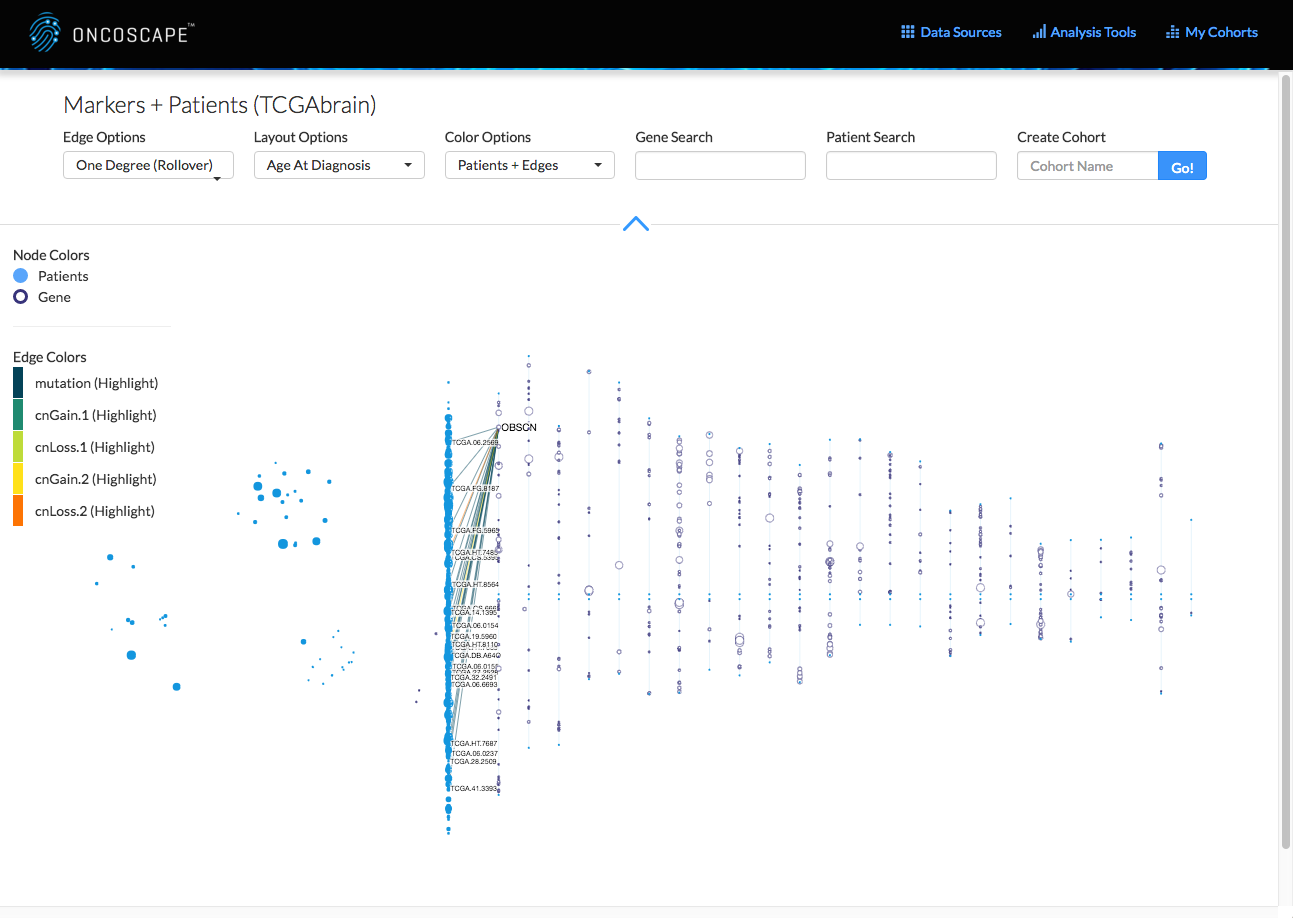 ONCOSCAPE™
Data Sources
Analysis Tools
My Cohorts
Markers + Patients (TCGAbrain)
Edge Options
Layout Options
Color Options
Gene Search
Patient Search
Create Cohort
One Degree (Rollover)
Age At Diagnosis
Patients + Edges
Cohort Name
Go!
Node Colors
Patients
Gene
Edge Colors
mutation (Highlight)
cnGain.1 (Highlight)
cnLoss.1 (Highlight)
cnGain.2 (Highlight)
cnLoss.2 (Highlight)
OBSCN
TCGA.06.2569
TCGA.FG.8187
TCGA.FG.5963
TCGA.HT.7485
TCGA.CS.5395
TCGA.HT.8564
TCGA.14.1395
TCGA.06.0154
TCGA.19.5960
TCGA.HT.8110
TCGA.DB.A64O
TCGA.32.2491
TCGA.06.6693
TCGA.HT.7687
TCGA.06.0237
TCGA.28.2509
TCGA.41.3393